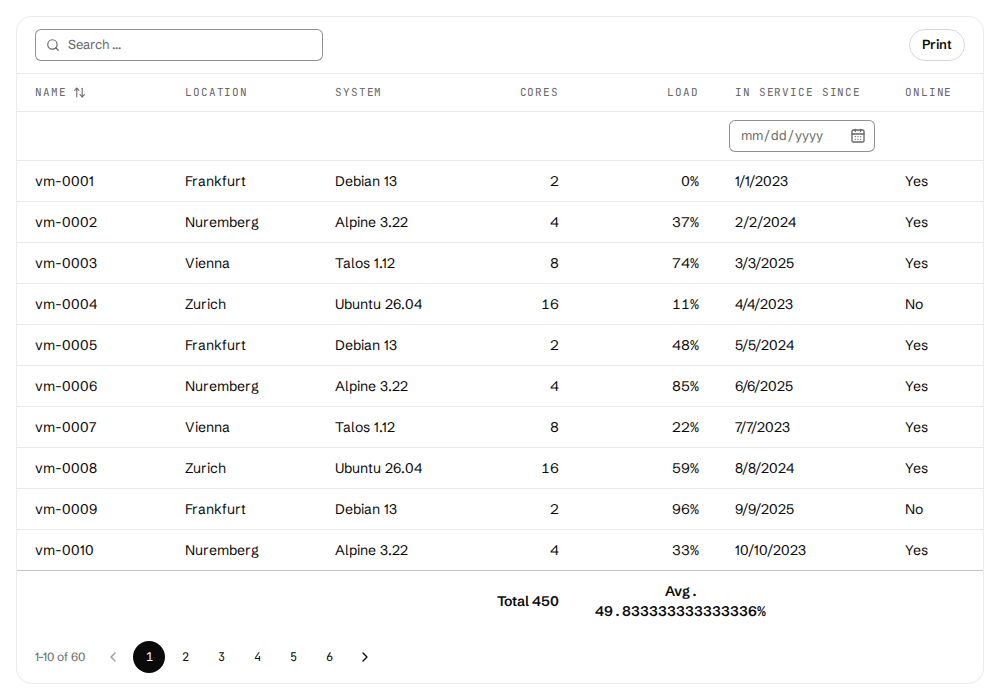 Search ...
Print
NAME LOCATION SYSTEM CORES LOAD IN SERVICE SINCE ONLINE
mm/dd/yyyy
vm-0001 Frankfurt Debian 13 2 0% 1/1/2023 Yes
vm-0002 Nuremberg Alpine 3.22 4 37% 2/2/2024 Yes
vm-0003 Vienna Talos 1.12 8 74% 3/3/2025 Yes
vm-0004 Zurich Ubuntu 26.04 16 11% 4/4/2023 No
vm-0005 Frankfurt Debian 13 2 48% 5/5/2024 Yes
vm-0006 Nuremberg Alpine 3.22 4 85% 6/6/2025 Yes
vm-0007 Vienna Talos 1.12 8 22% 7/7/2023 Yes
vm-0008 Zurich Ubuntu 26.04 16 59% 8/8/2024 Yes
vm-0009 Frankfurt Debian 13 2 96% 9/9/2025 No
vm-0010 Nuremberg Alpine 3.22 4 33% 10/10/2023 Yes
Total 450
Avg.
49.833333333333336%
1-10 of 60 1 2 3 4 5 6